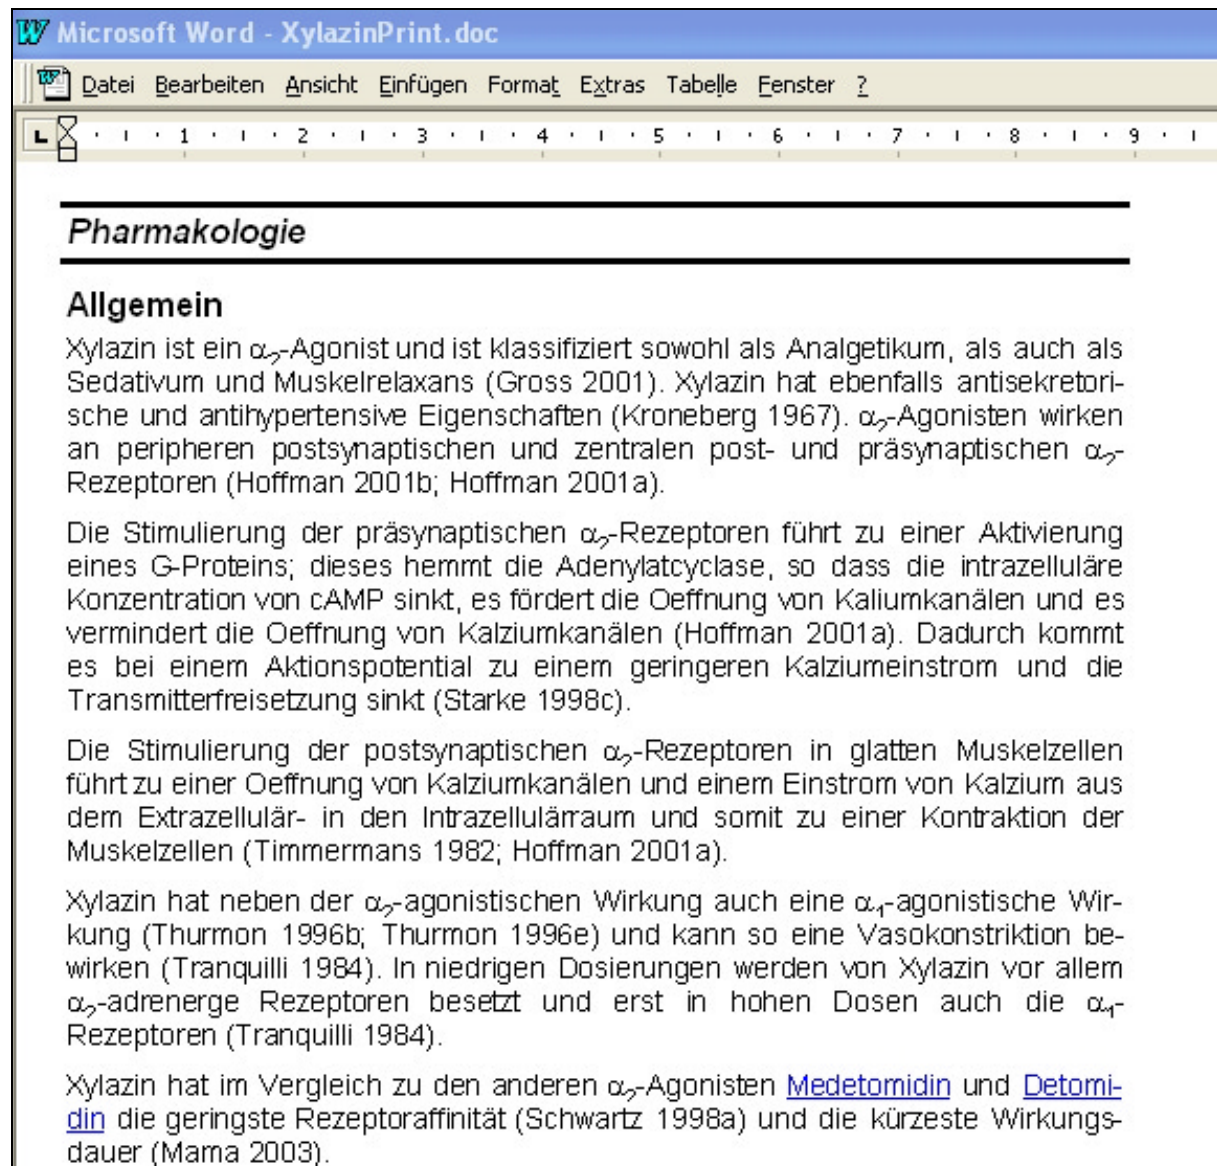 Microsoft Word - XylazinPrint.doc
Datei Bearbeiten Ansicht Einfügen Format Extras Tabelle Fenster ?
1 2 3 4 5 6 7 8 9
Pharmakologie
Allgemein
Xylazin ist ein α₂-Agonist und ist klassifiziert sowohl als Analgetikum, als auch als
Sedativum und Muskelrelaxans (Gross 2001). Xylazin hat ebenfalls antisekretori-
sche und antihypertensive Eigenschaften (Kroneberg 1967). α₂-Agonisten wirken
an peripheren postsynaptischen und zentralen post- und präsynaptischen α₂-
Rezeptoren (Hoffman 2001b; Hoffman 2001a).
Die Stimulierung der präsynaptischen α₂-Rezeptoren führt zu einer Aktivierung
eines G-Proteins; dieses hemmt die Adenylatcyclase, so dass die intrazelluläre
Konzentration von cAMP sinkt, es fördert die Oeffnung von Kaliumkanälen und es
vermindert die Oeffnung von Kalziumkanälen (Hoffman 2001a). Dadurch kommt
es bei einem Aktionspotential zu einem geringeren Kalziumeinstrom und die
Transmitterfreisetzung sinkt (Starke 1998c).
Die Stimulierung der postsynaptischen α₂-Rezeptoren in glatten Muskelzellen
führt zu einer Oeffnung von Kalziumkanälen und einem Einstrom von Kalzium aus
dem Extrazellulär- in den Intrazellulärraum und somit zu einer Kontraktion der
Muskelzellen (Timmermans 1982; Hoffman 2001a).
Xylazin hat neben der α₂-agonistischen Wirkung auch eine α₁-agonistische Wir-
kung (Thurmon 1996b; Thurmon 1996e) und kann so eine Vasokonstriktion be-
wirken (Tranquilli 1984). In niedrigen Dosierungen werden von Xylazin vor allem
α₂-adrenerge Rezeptoren besetzt und erst in hohen Dosen auch die α₁-
Rezeptoren (Tranquilli 1984).
Xylazin hat im Vergleich zu den anderen α₂-Agonisten Medetomidin und Detomi-
din die geringste Rezeptoraffinität (Schwartz 1998a) und die kürzeste Wirkungs-
dauer (Mama 2003).